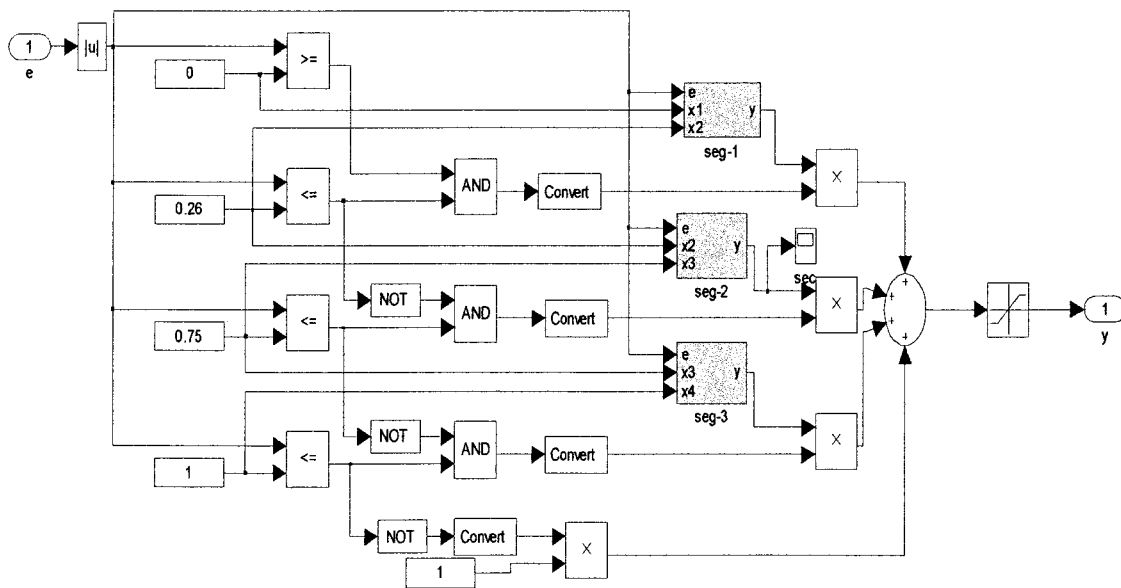 1
e
|u|
>=
0
e
x1
x2
y
seg-1
<=
AND
Convert
X
0.26
e
x2
x3
y
seg-2
sec
NOT
AND
Convert
X
<=
0.75
e
x3
x4
y
seg-3
+
+
+
+
1
y
<=
1
NOT
AND
Convert
X
NOT
Convert
X
1